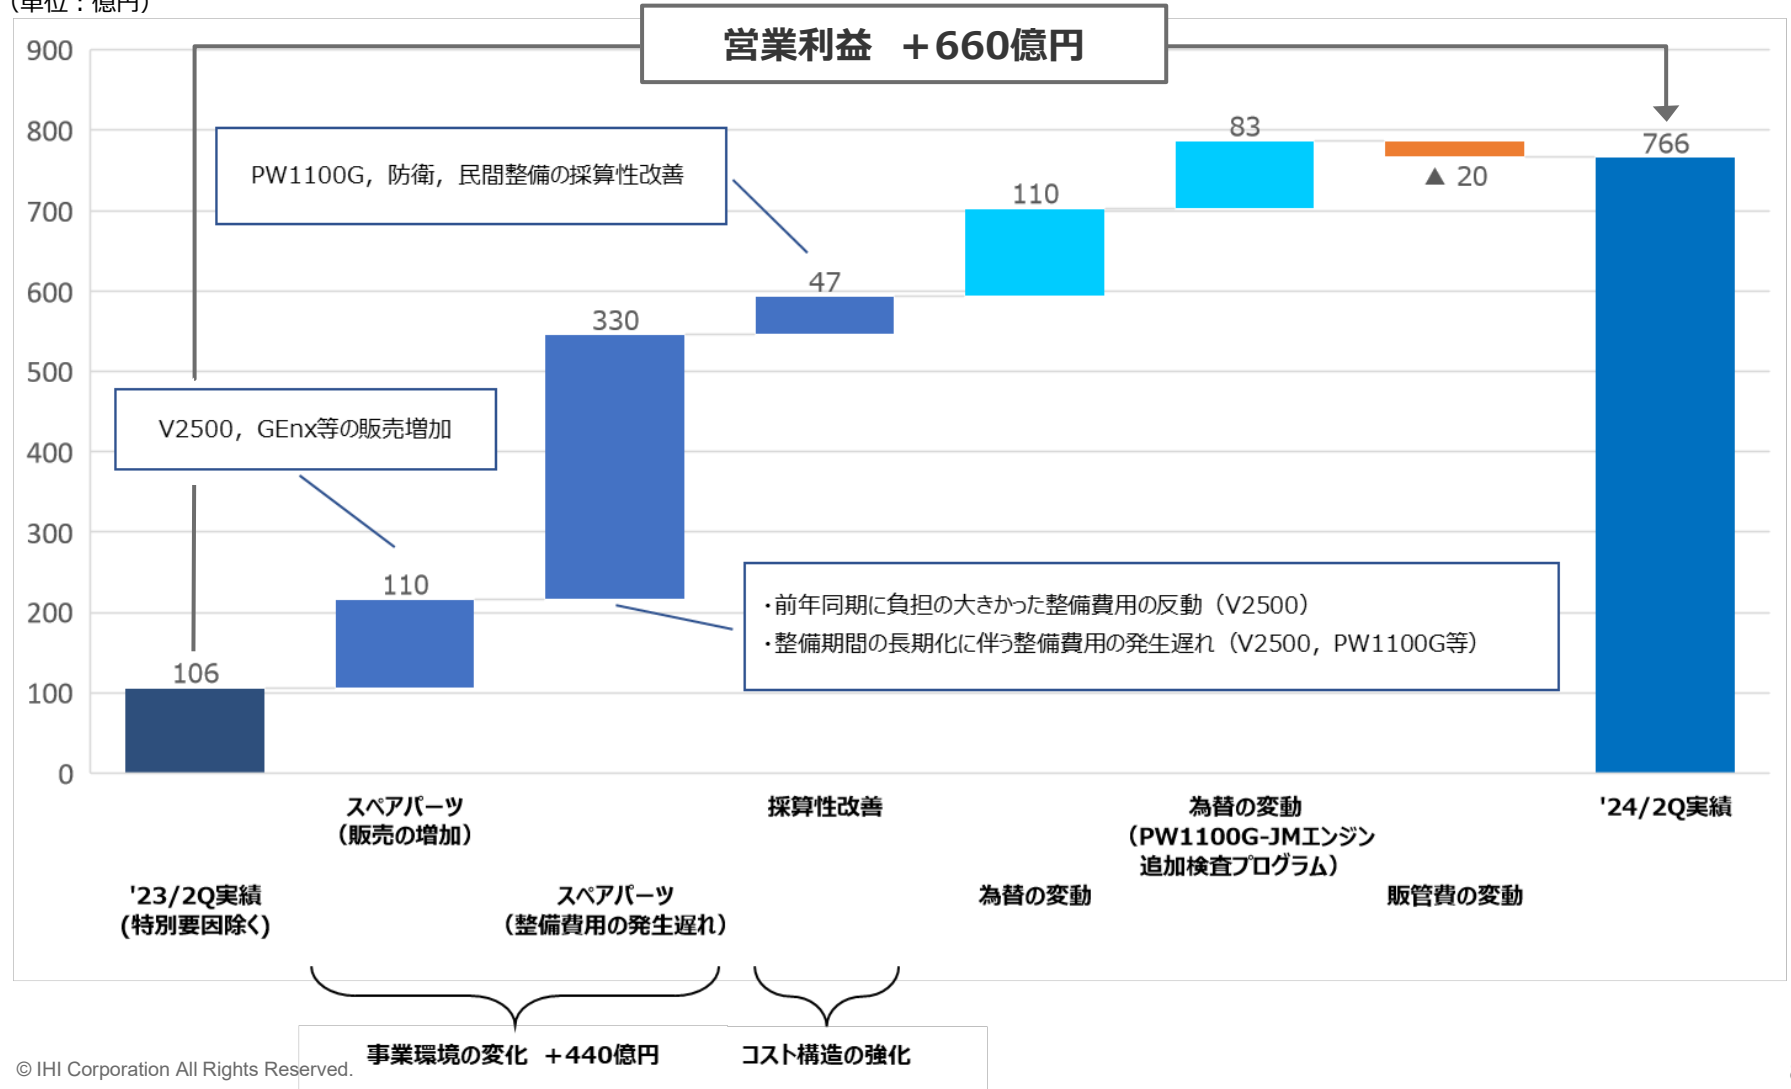 （単位：億円）
営業利益 ＋660億円
900
800
700
600
500
400
300
200
100
0
PW1100G，防衛，民間整備の採算性改善
V2500，GEnx等の販売増加
・前年同期に負担の大きかった整備費用の反動（V2500）
・整備期間の長期化に伴う整備費用の発生遅れ（V2500，PW1100G等）
106
110
330
47
110
83
▲ 20
766
'23/2Q実績
(特別要因除く)
スペアパーツ
（販売の増加）
スペアパーツ
（整備費用の発生遅れ）
採算性改善
為替の変動
為替の変動
（PW1100G-JMエンジン
追加検査プログラム）
販管費の変動
'24/2Q実績
事業環境の変化 ＋440億円
コスト構造の強化
© IHI Corporation All Rights Reserved.